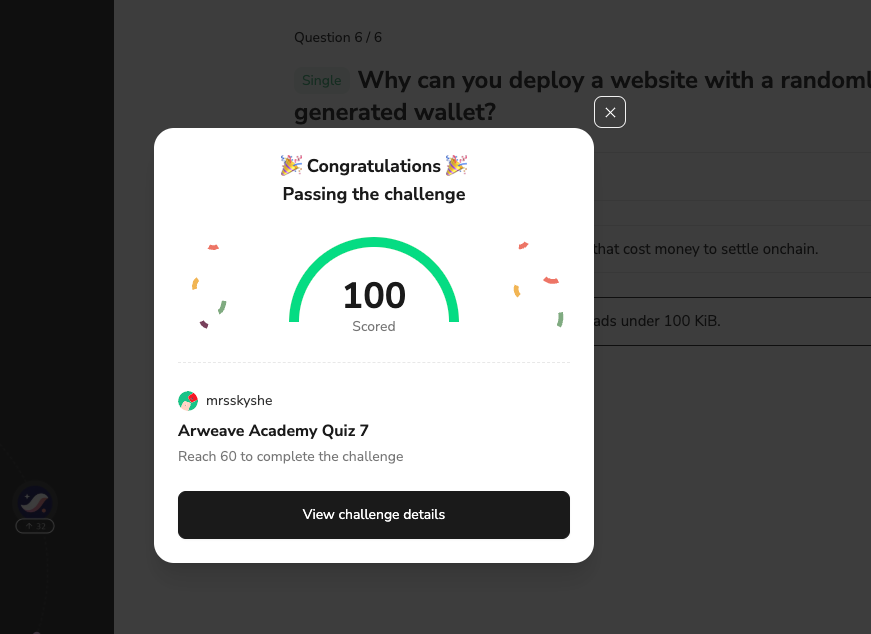 Question 6 / 6
Single Why can you deploy a website with a randoml
generated wallet?
🎉 Congratulations 🎉
Passing the challenge
that cost money to settle onchain.
100
Scored
ads under 100 KiB.
mrsskyshe
Arweave Academy Quiz 7
Reach 60 to complete the challenge
View challenge details
32